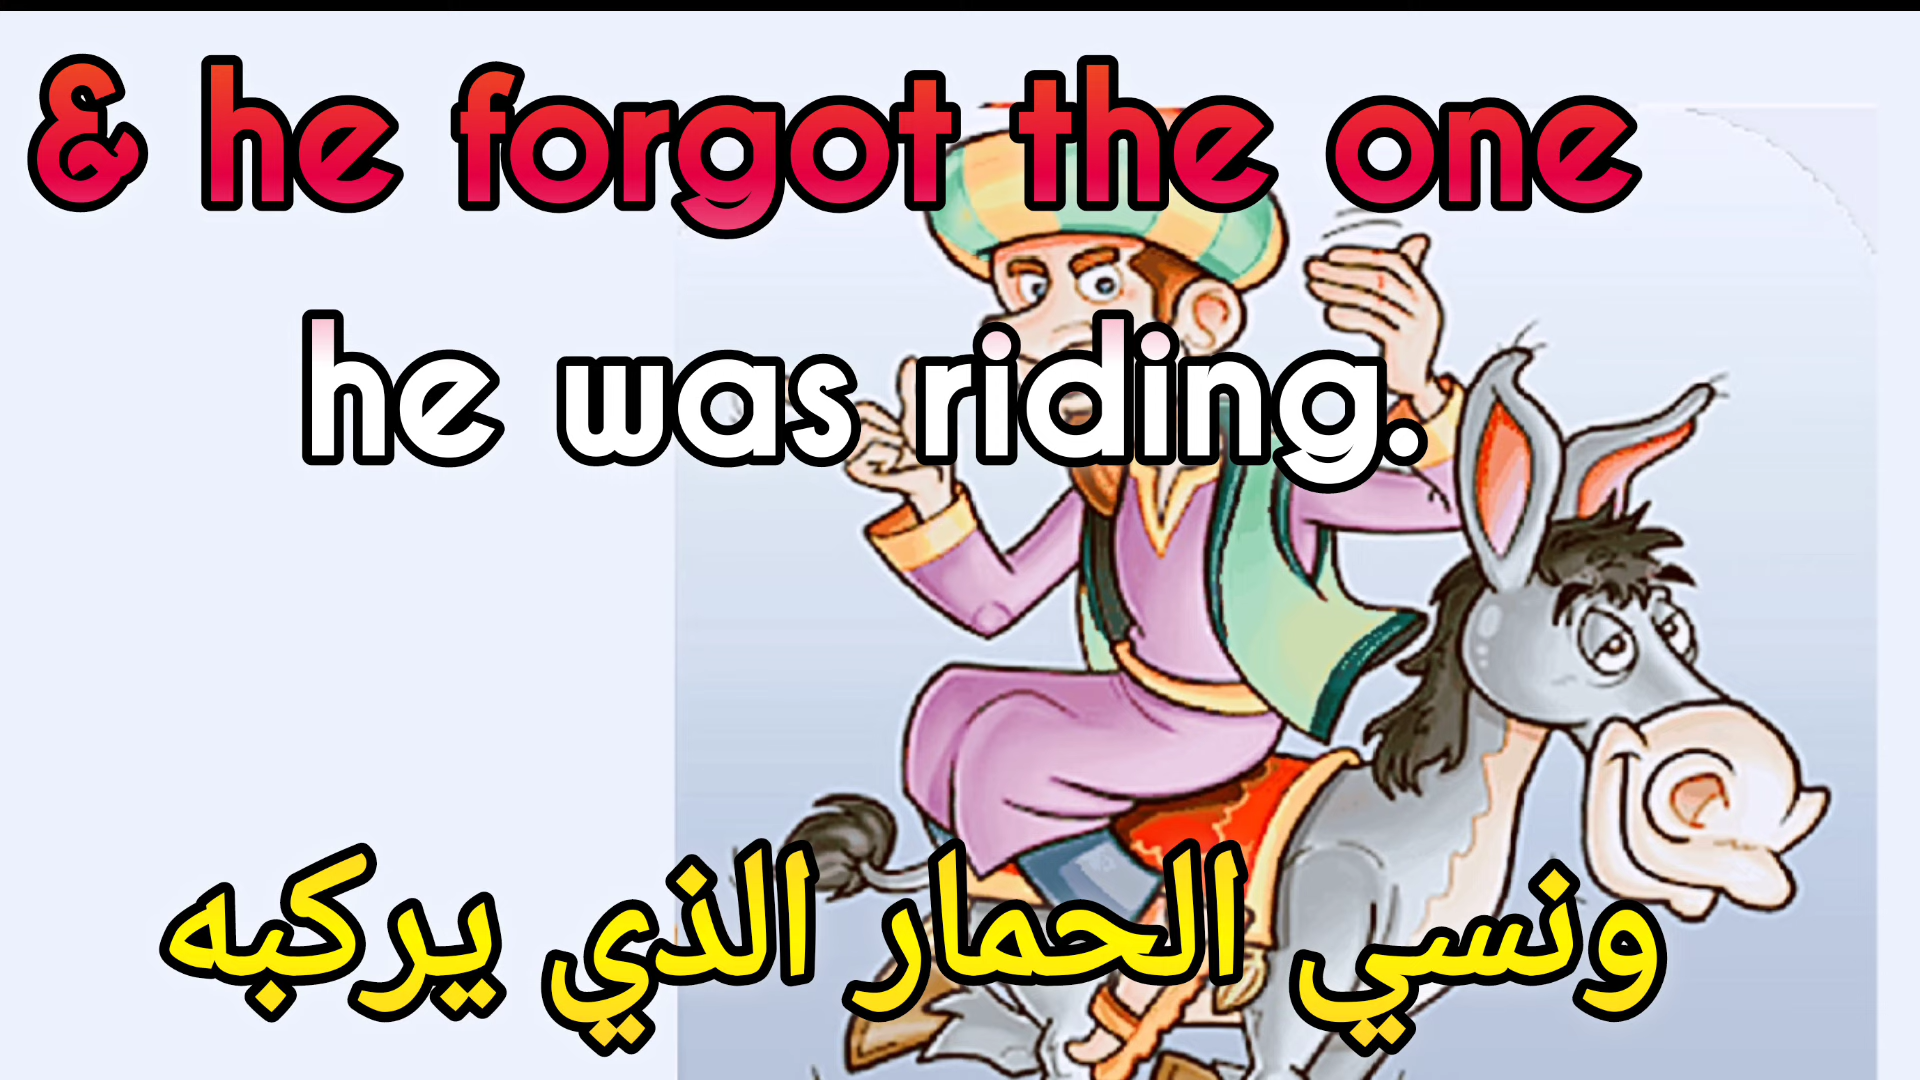 & he forgot the one
he was riding.
ونسي الحمار الذي يركبه